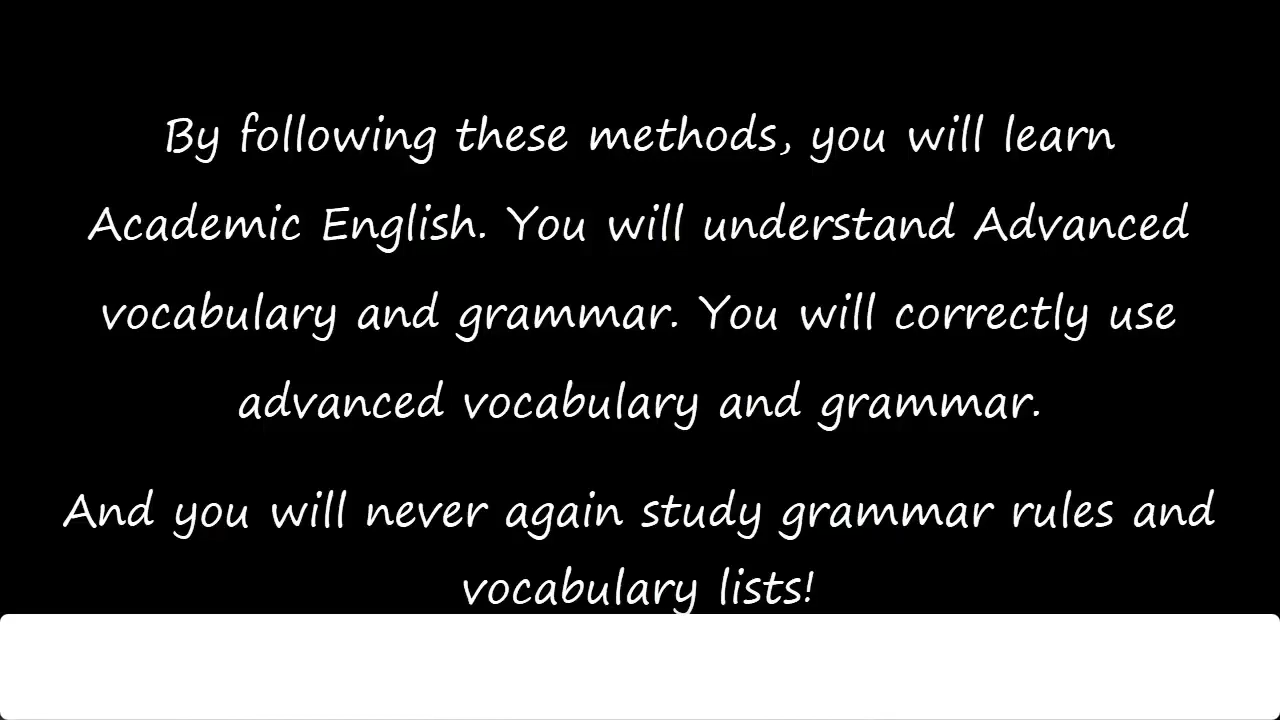 By following these methods, you will learn
Academic English. You will understand Advanced
vocabulary and grammar. You will correctly use
advanced vocabulary and grammar.
And you will never again study grammar rules and
vocabulary lists!